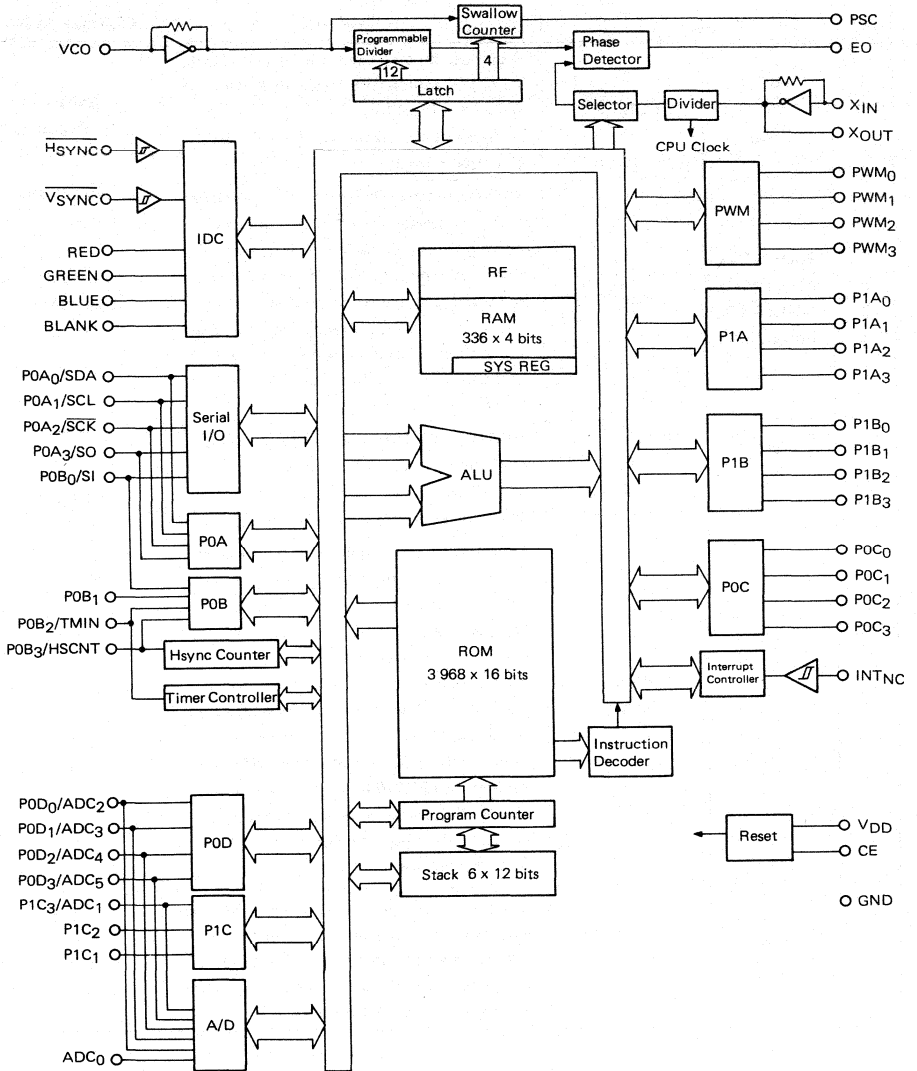 Swallow
Counter
PSC
VCO
Programmable
Divider
Phase
Detector
EO
12
4
Latch
Selector
Divider
XIN
XOUT
CPU Clock
HSYNC
VSYNC
IDC
RED
GREEN
BLUE
BLANK
PWM
PWM0
PWM1
PWM2
PWM3
RF
RAM
336 x 4 bits
SYS REG
P1A
P1A0
P1A1
P1A2
P1A3
P0A0/SDA
P0A1/SCL
P0A2/SCK
P0A3/SO
P0B0/SI
Serial
I/O
ALU
P1B
P1B0
P1B1
P1B2
P1B3
P0A
P0B
P0B1
P0B2/TMIN
P0B3/HSCNT
Hsync Counter
Timer Controller
ROM
3 968 x 16 bits
P0C
P0C0
P0C1
P0C2
P0C3
Interrupt
Controller
INTNC
Instruction
Decoder
P0D0/ADC2
P0D1/ADC3
P0D2/ADC4
P0D3/ADC5
P0D
Program Counter
Stack 6 x 12 bits
Reset
VDD
CE
GND
P1C3/ADC1
P1C2
P1C1
P1C
A/D
ADC0